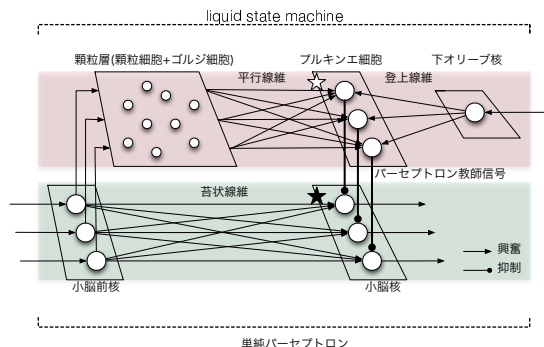 liquid state machine
顆粒層(顆粒細胞+ゴルジ細胞)
プルキンエ細胞
下オリーブ核
平行線維
登上線維
パーセプトロン教師信号
苔状線維
興奮
抑制
小脳前核
小脳核
単純パーセプトロン